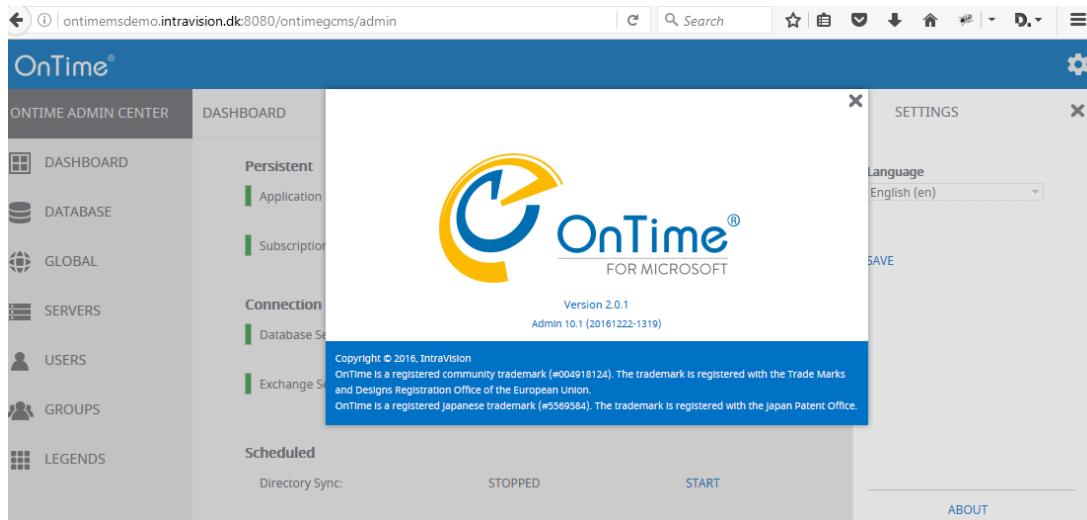 ontimemsdemo.intravision.dk:8080/ontimegcms/admin
Search
D.
OnTime®
ONTIME ADMIN CENTER
DASHBOARD
DATABASE
GLOBAL
SERVERS
USERS
GROUPS
LEGENDS
DASHBOARD
Persistent
Application
Subscription
Connection
Database Se
Exchange Se
Scheduled
Directory Sync: STOPPED START
OnTime®
FOR MICROSOFT
Version 2.0.1
Admin 10.1 (20161222-1319)
Copyright © 2016, IntraVision
OnTime is a registered community trademark (#004918124). The trademark is registered with the Trade Marks
and Designs Registration Office of the European Union.
OnTime is a registered Japanese trademark (#5569584). The trademark is registered with the Japan Patent Office.
SETTINGS
Language
English (en)
SAVE
ABOUT